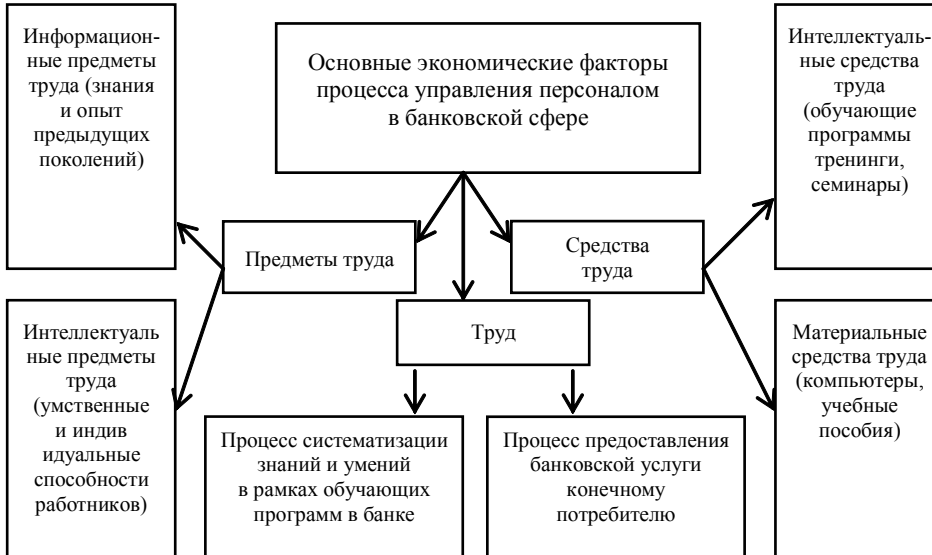 Информацион-
ные предметы
труда (знания
и опыт
предыдущих
поколений)
Основные экономические факторы
процесса управления персоналом
в банковской сфере
Интеллектуаль-
ные средства
труда
(обучающие
программы
тренинги,
семинары)
Предметы труда
Средства
труда
Труд
Интеллектуаль
ные предметы
труда
(умственные
и индив
идуальные
способности
работников)
Процесс систематизации
знаний и умений
в рамках обучающих
программ в банке
Процесс предоставления
банковской услуги
конечному
потребителю
Материальные
средства труда
(компьютеры,
учебные
пособия)